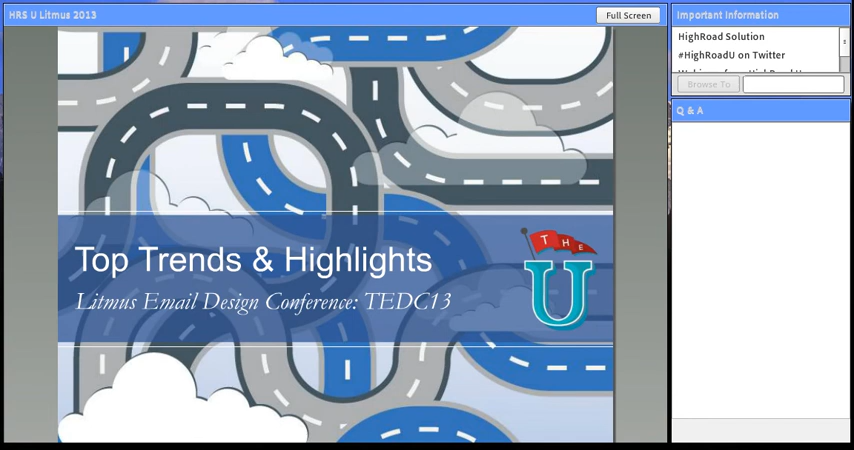 HRS U Litmus 2013
Full Screen
Important Information
HighRoad Solution
#HighRoadU on Twitter
Browse To
Q & A
THE
U
Top Trends & Highlights
Litmus Email Design Conference: TEDC13